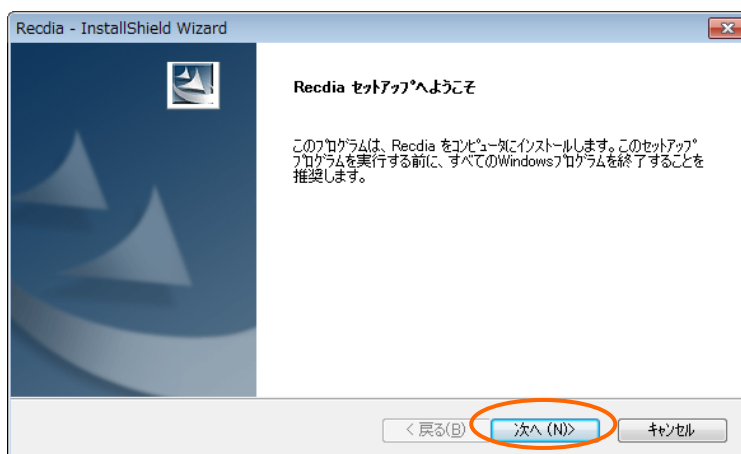 Recdia - InstallShield Wizard
Recdia ｾｯﾄｱｯﾌﾟへようこそ
このﾌﾟﾛｸﾞﾗﾑは、Recdia をｺﾝﾋﾟｭｰﾀにｲﾝｽﾄｰﾙします。このｾｯﾄｱｯﾌﾟ
ﾌﾟﾛｸﾞﾗﾑを実行する前に、すべてのWindowsﾌﾟﾛｸﾞﾗﾑを終了することを
推奨します。
< 戻る(B)
次へ (N)>
ｷｬﾝｾﾙ